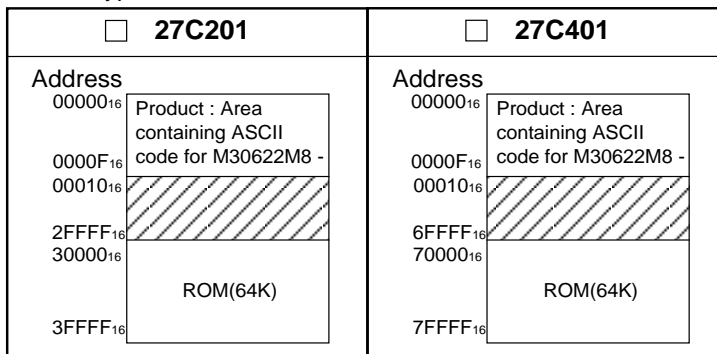 ☐ 27C201
Address
00000₁₆
Product : Area
containing ASCII
code for M30622M8 -
0000F₁₆
00010₁₆
2FFFF₁₆
30000₁₆
ROM(64K)
3FFFF₁₆
☐ 27C401
Address
00000₁₆
Product : Area
containing ASCII
code for M30622M8 -
0000F₁₆
00010₁₆
6FFFF₁₆
70000₁₆
ROM(64K)
7FFFF₁₆